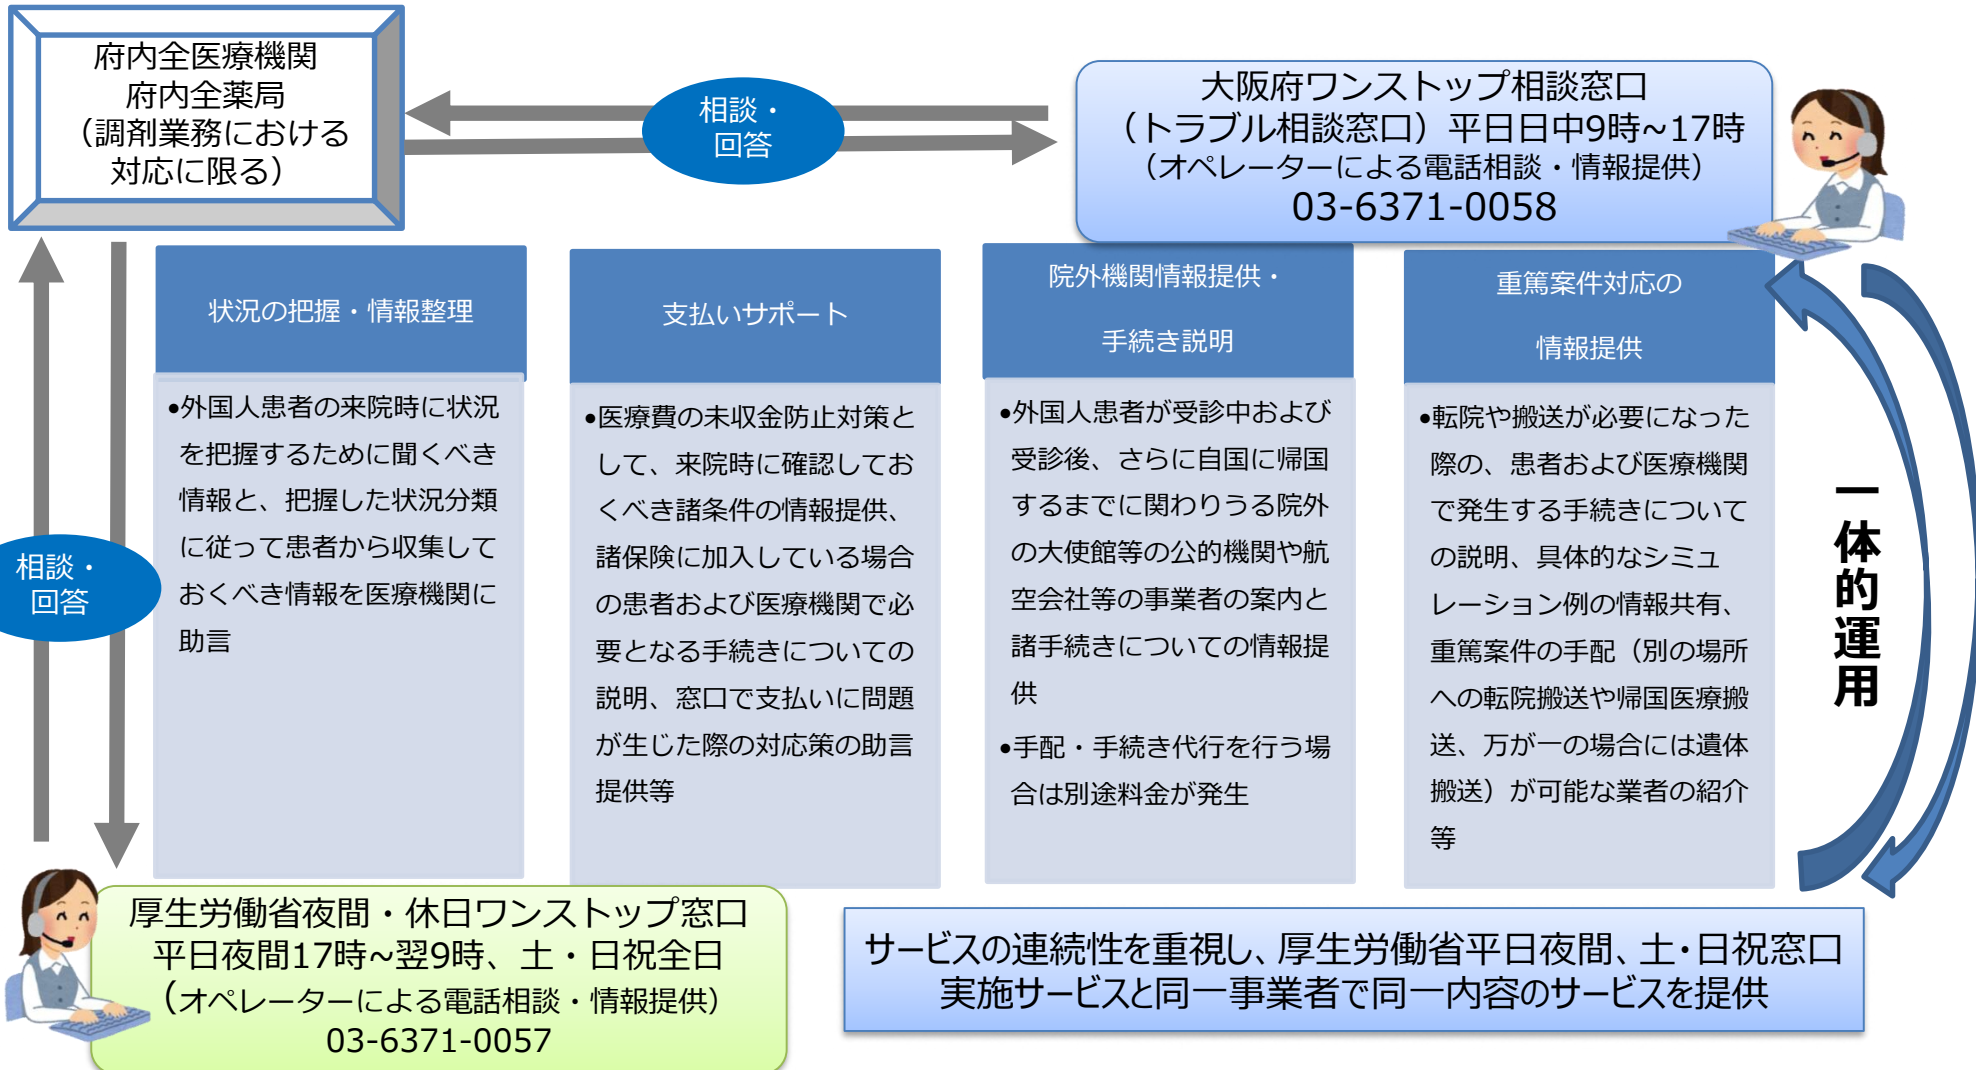 府内全医療機関
府内全薬局
（調剤業務における
対応に限る）
相談・
回答
大阪府ワンストップ相談窓口
（トラブル相談窓口）平日日中9時~17時
（オペレーターによる電話相談・情報提供）
03-6371-0058
状況の把握・情報整理
•外国人患者の来院時に状況
を把握するために聞くべき
情報と、把握した状況分類
に従って患者から収集して
おくべき情報を医療機関に
助言
支払いサポート
•医療費の未収金防止対策と
して、来院時に確認してお
くべき諸条件の情報提供、
諸保険に加入している場合
の患者および医療機関で必
要となる手続きについての
説明、窓口で支払いに問題
が生じた際の対応策の助言
提供等
院外機関情報提供・
手続き説明
•外国人患者が受診中および
受診後、さらに自国に帰国
するまでに関わりうる院外
の大使館等の公的機関や航
空会社等の事業者の案内と
諸手続きについての情報提
供
•手配・手続き代行を行う場
合は別途料金が発生
重篤案件対応の
情報提供
•転院や搬送が必要になった
際の、患者および医療機関
で発生する手続きについて
の説明、具体的なシミュ
レーション例の情報共有、
重篤案件の手配（別の場所
への転院搬送や帰国医療搬
送、万が一の場合には遺体
搬送）が可能な業者の紹介
等
一体的運用
相談・
回答
厚生労働省夜間・休日ワンストップ窓口
平日夜間17時~翌9時、土・日祝全日
（オペレーターによる電話相談・情報提供）
03-6371-0057
サービスの連続性を重視し、厚生労働省平日夜間、土・日祝窓口
実施サービスと同一事業者で同一内容のサービスを提供